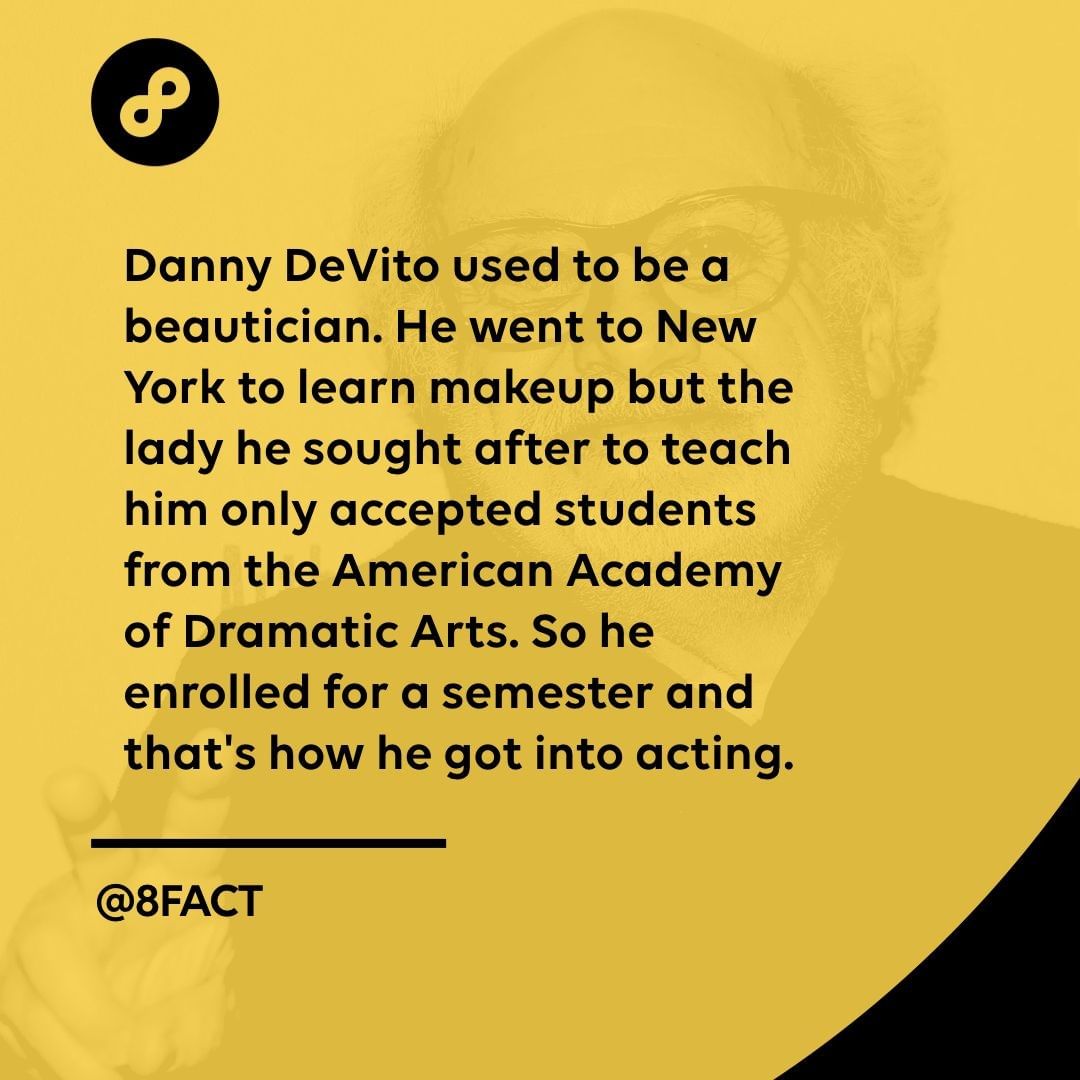 Danny DeVito used to be a
beautician. He went to New
York to learn makeup but the
lady he sought after to teach
him only accepted students
from the American Academy
of Dramatic Arts. So he
enrolled for a semester and
that's how he got into acting.
@8FACT